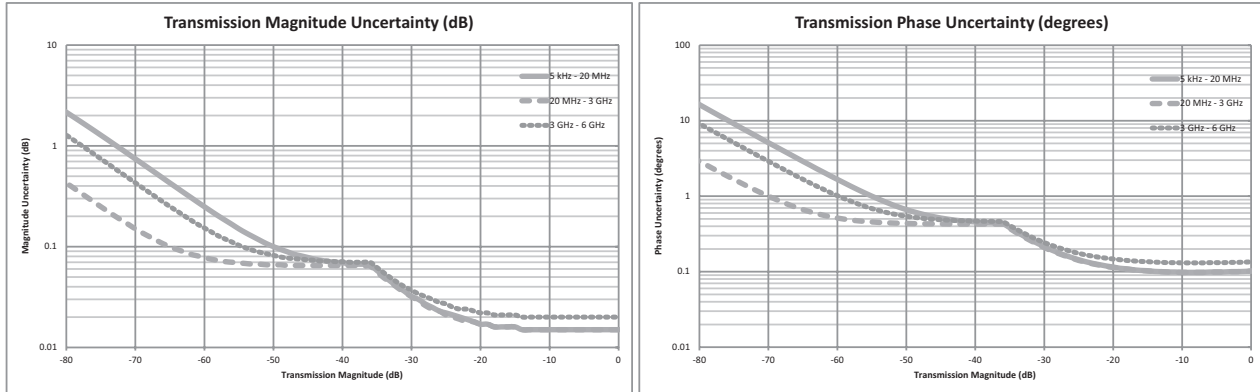 Transmission Magnitude Uncertainty (dB)
10
1
0.1
0.01
Magnitude Uncertainty (dB)
5 kHz - 20 MHz
20 MHz - 3 GHz
3 GHz - 6 GHz
-80 -70 -60 -50 -40 -30 -20 -10 0
Transmission Magnitude (dB)
Transmission Phase Uncertainty (degrees)
100
10
1
0.1
0.01
Phase Uncertainty (degrees)
5 kHz - 20 MHz
20 MHz - 3 GHz
3 GHz - 6 GHz
-80 -70 -60 -50 -40 -30 -20 -10 0
Transmission Magnitude (dB)